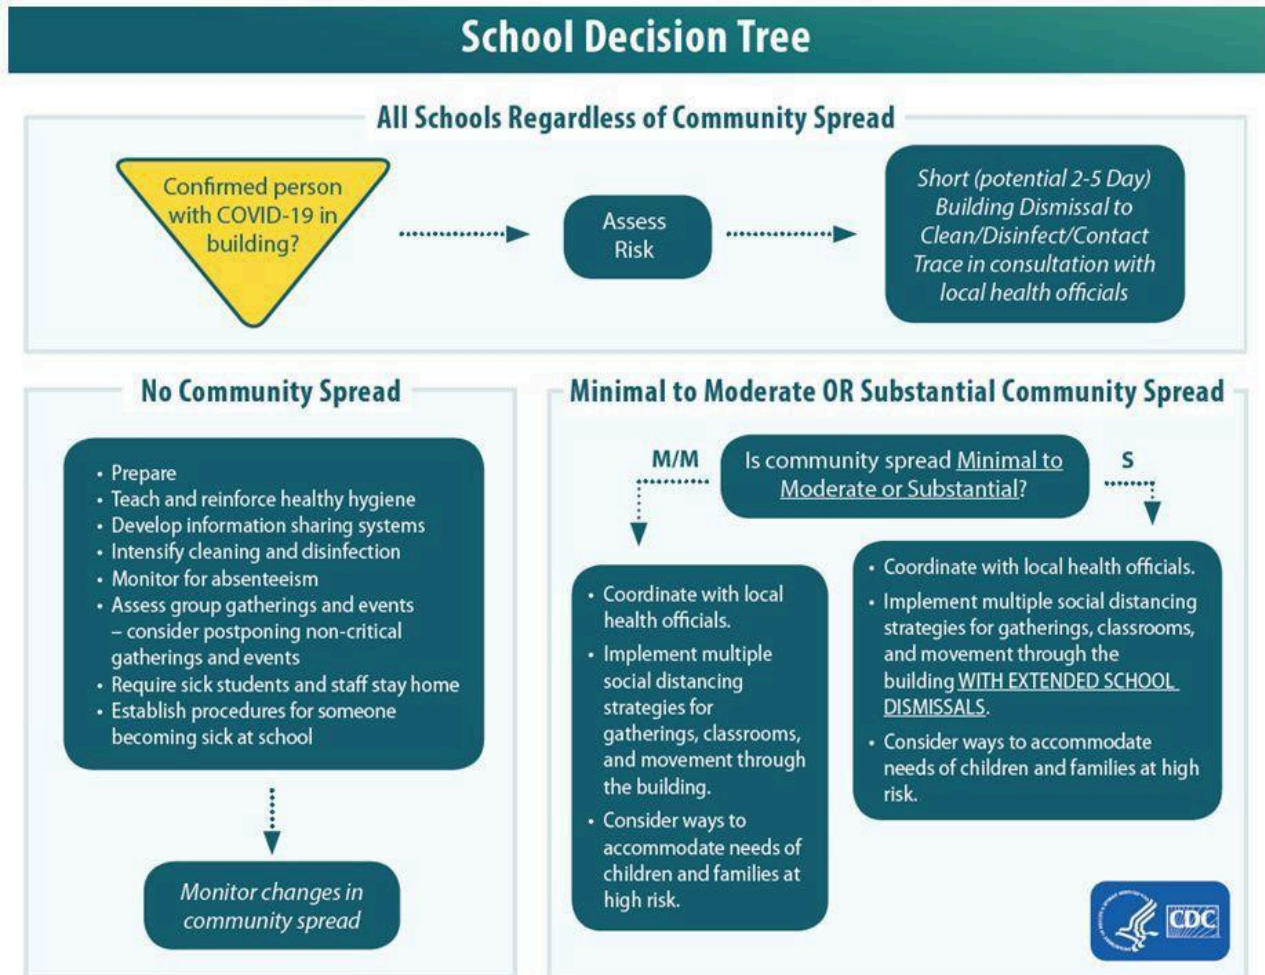 School Decision Tree
All Schools Regardless of Community Spread
Confirmed person
with COVID-19 in
building?
Assess
Risk
Short (potential 2-5 Day)
Building Dismissal to
Clean/Disinfect/Contact
Trace in consultation with
local health officials
No Community Spread
• Prepare
• Teach and reinforce healthy hygiene
• Develop information sharing systems
• Intensify cleaning and disinfection
• Monitor for absenteeism
• Assess group gatherings and events
– consider postponing non-critical
gatherings and events
• Require sick students and staff stay home
• Establish procedures for someone
becoming sick at school
Monitor changes in
community spread
Minimal to Moderate OR Substantial Community Spread
Is community spread Minimal to
Moderate or Substantial?
M/M
• Coordinate with local
health officials.
• Implement multiple
social distancing
strategies for
gatherings, classrooms,
and movement through
the building.
• Consider ways to
accommodate needs of
children and families at
high risk.
S
• Coordinate with local health officials.
• Implement multiple social distancing
strategies for gatherings, classrooms,
and movement through the
building WITH EXTENDED SCHOOL
DISMISSALS.
• Consider ways to accommodate
needs of children and families at high
risk.
CDC